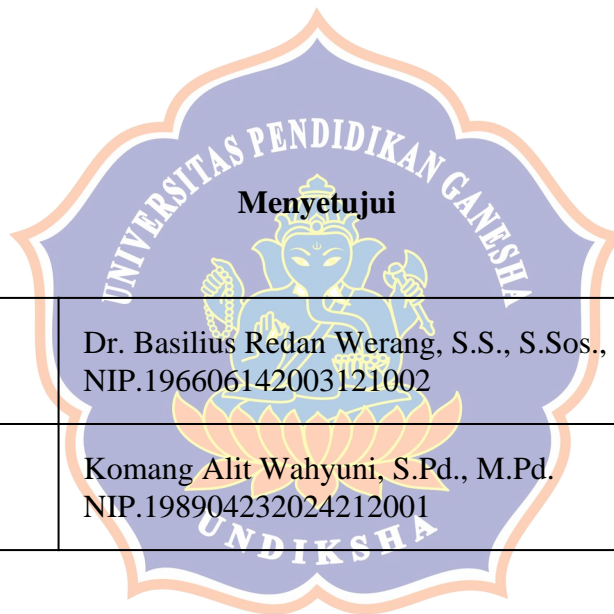 UNIVERSITAS PENDIDIKAN GANESHA
Menyetujui
Dr. Basilius Redan Werang, S.S., S.Sos.,
NIP.196606142003121002
Komang Alit Wahyuni, S.Pd., M.Pd.
NIP.198904232024212001
UNDIKSHA